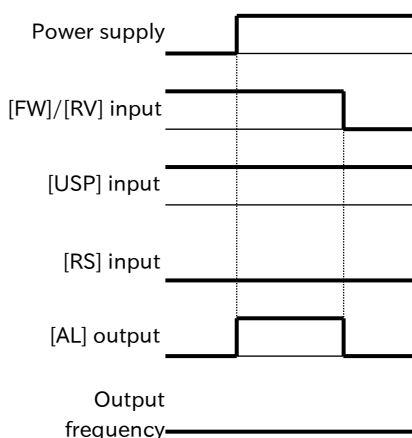 Power supply
[FW]/[RV] input
[USP] input
[RS] input
[AL] output
Output
frequency